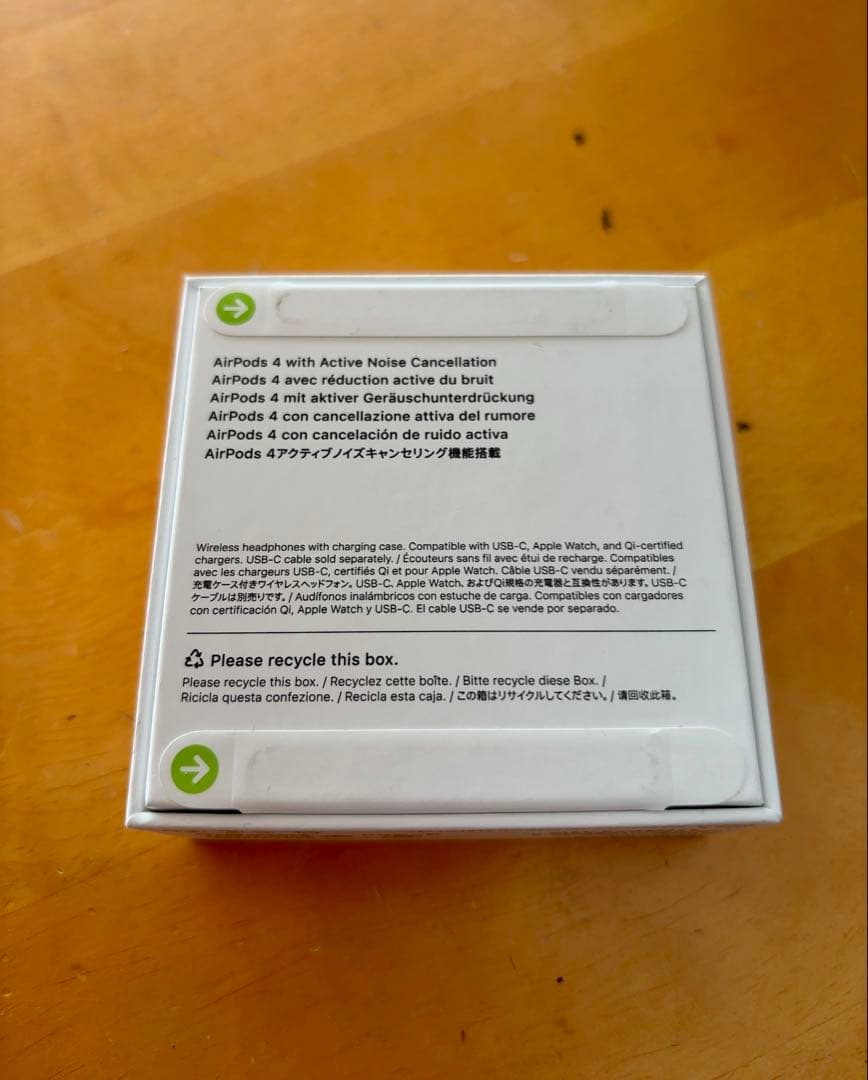 AirPods 4 with Active Noise Cancellation
AirPods 4 avec réduction active du bruit
AirPods 4 mit aktiver Geräuschunterdrückung
AirPods 4 con cancellazione attiva del rumore
AirPods 4 con cancelación de ruido activa
AirPods 4アクティブノイズキャンセリング機能搭載
Wireless headphones with charging case. Compatible with USB-C, Apple Watch, and Qi-certified
chargers. USB-C cable sold separately. / Écouteurs sans fil avec étui de recharge. Compatibles
avec les chargeurs USB-C, certifiés Qi et pour Apple Watch. Câble USB-C vendu séparément. /
充電ケース付きワイヤレスヘッドフォン。USB-C、Apple Watch、およびQi規格の充電器と互換性があります。USB-C
ケーブルは別売りです。/ Audífonos inalámbricos con estuche de carga. Compatibles con cargadores
con certificación Qi, Apple Watch y USB-C. El cable USB-C se vende por separado.
Please recycle this box.
Please recycle this box. / Recyclez cette boîte. / Bitte recycle diese Box. /
Ricicla questa confezione. / Recicla esta caja. / この箱はリサイクルしてください。/ 请回收此箱。